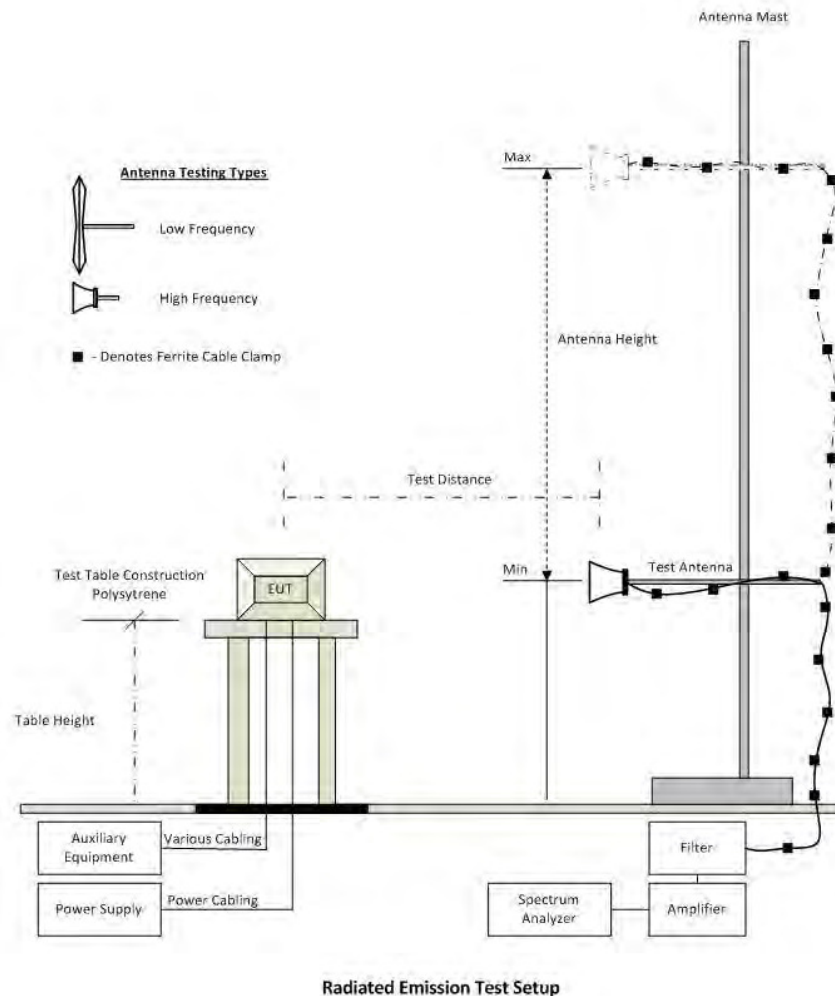 Antenna Mast
Antenna Testing Types
Low Frequency
High Frequency
- Denotes Ferrite Cable Clamp
Max
Antenna Height
Test Distance
Min
Test Antenna
Test Table Construction
Polysytrene
EUT
Table Height
Auxiliary
Equipment
Various Cabling
Power Supply
Power Cabling
Filter
Spectrum
Analyzer
Amplifier
Radiated Emission Test Setup